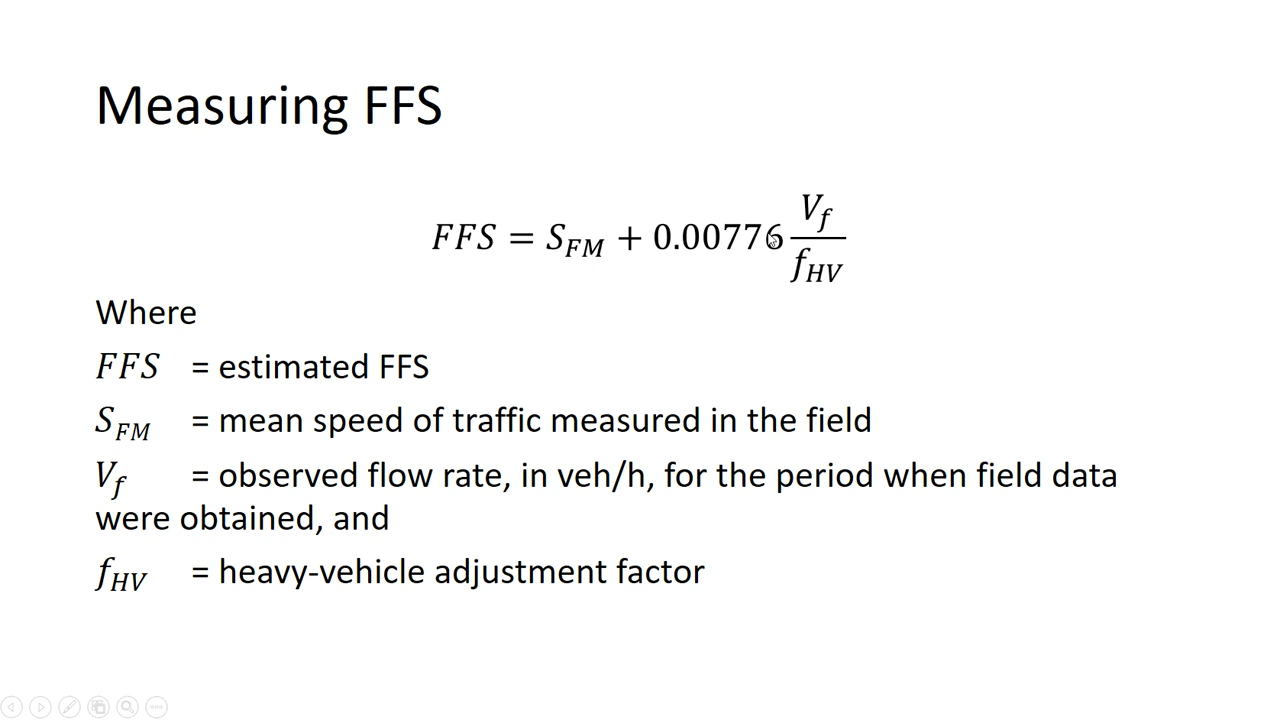 Measuring FFS
FFS = S_FM + 0.00776 V_f / f_HV
Where
FFS = estimated FFS
S_FM = mean speed of traffic measured in the field
V_f = observed flow rate, in veh/h, for the period when field data
were obtained, and
f_HV = heavy-vehicle adjustment factor